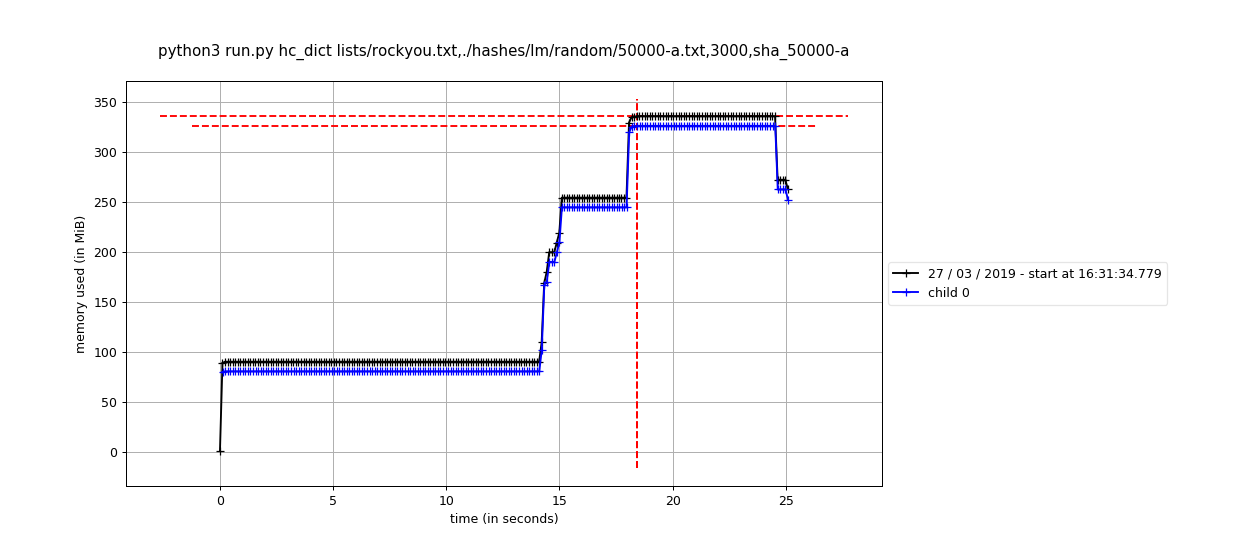 python3 run.py hc_dict lists/rockyou.txt,./hashes/lm/random/50000-a.txt,3000,sha_50000-a
350
300
250
200
150
100
50
0
memory used (in MiB)
0 5 10 15 20 25
time (in seconds)
27 / 03 / 2019 - start at 16:31:34.779
child 0